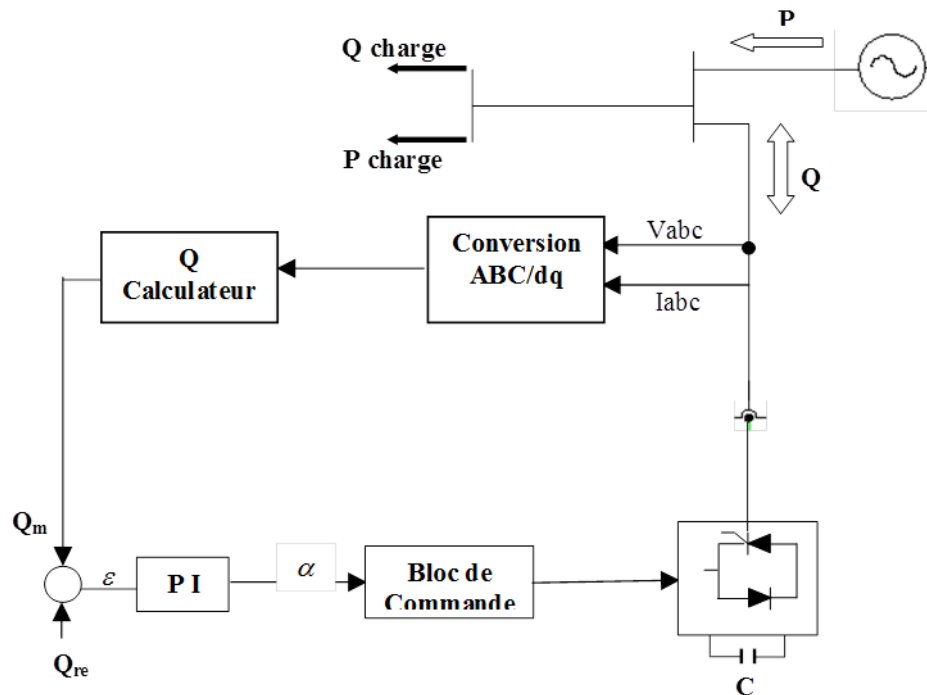 P
Q charge
P charge
Q
Vabc
Conversion
ABC/dq
Q
Calculateur
Iabc
Qm
ε
P I
α
Bloc de
Commande
Qre
C